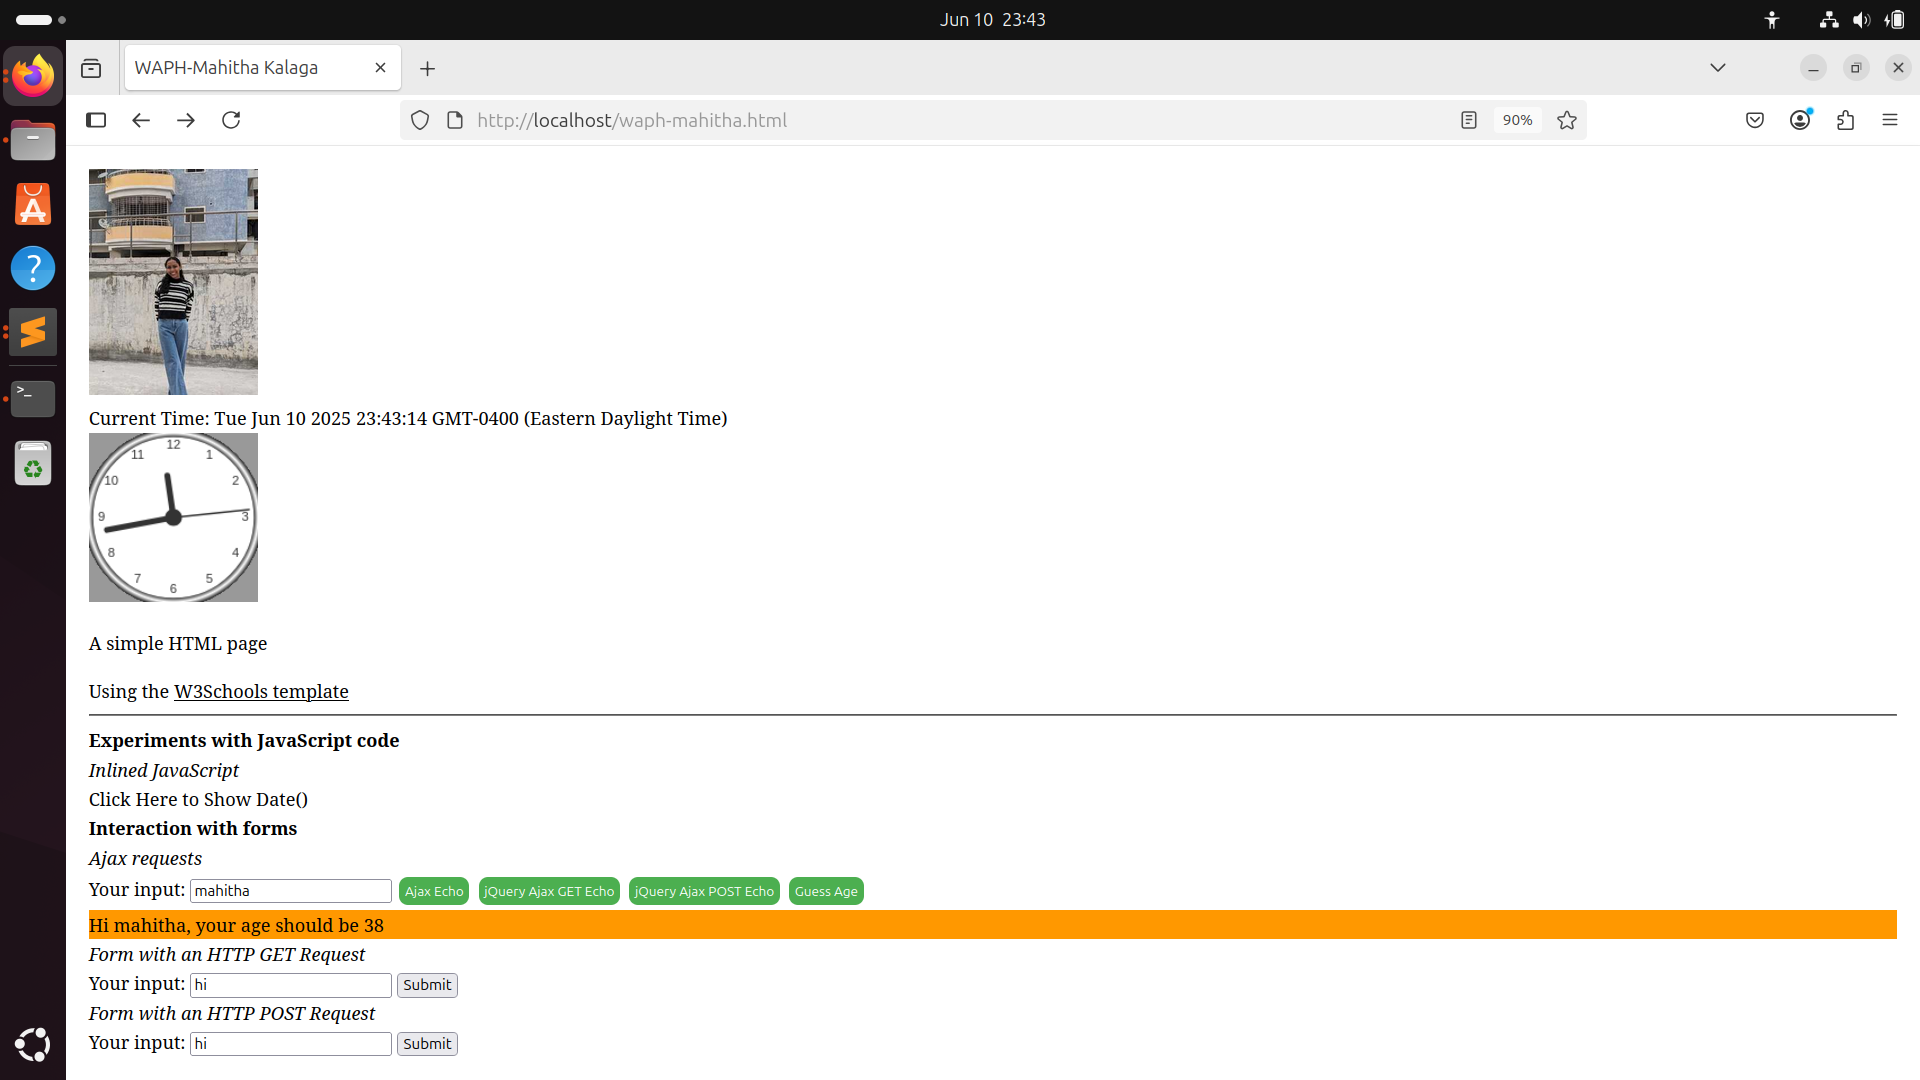 Jun 10 23:43
WAPH-Mahitha Kalaga
http://localhost/waph-mahitha.html
90%
Current Time: Tue Jun 10 2025 23:43:14 GMT-0400 (Eastern Daylight Time)
12
11 1
10 2
9 3
8 4
7 5
6
A simple HTML page
Using the W3Schools template
Experiments with JavaScript code
Inlined JavaScript
Click Here to Show Date()
Interaction with forms
Ajax requests
Your input: mahitha Ajax Echo jQuery Ajax GET Echo jQuery Ajax POST Echo Guess Age
Hi mahitha, your age should be 38
Form with an HTTP GET Request
Your input: hi Submit
Form with an HTTP POST Request
Your input: hi Submit